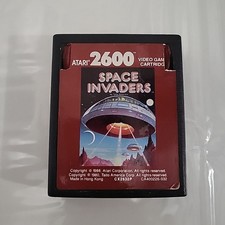 ATARI 2600 VIDEO GAME CARTRIDGE
SPACE
INVADERS
Copyright © 1986 Atari Corporation. All rights reserved.
Copyright © 1980, Taito America Corp. All rights reserved.
Made in Hong Kong